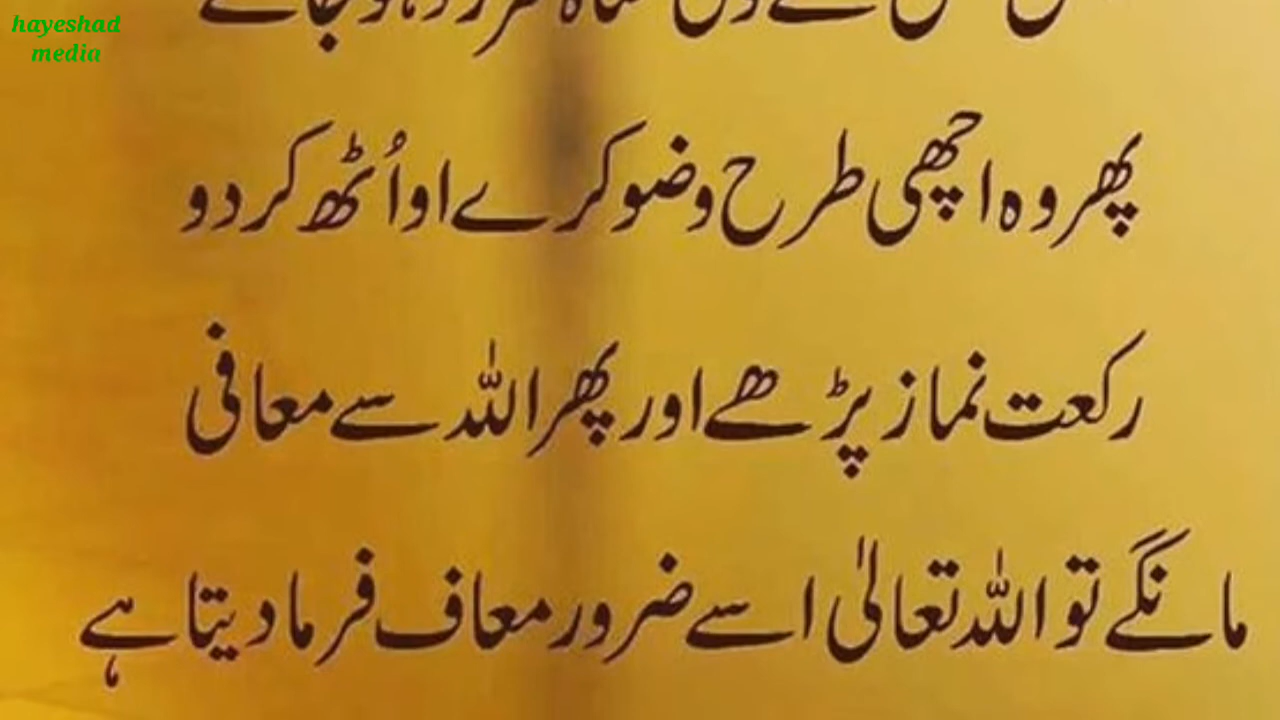 hayeshad
media
پھر وہ اچھی طرح وضو کرے او اُٹھ کر دو
رکعت نماز پڑھے اور پھر اللہ سے معافی
مانگے تو اللہ تعالیٰ اسے ضرور معاف فرما دیتا ہے